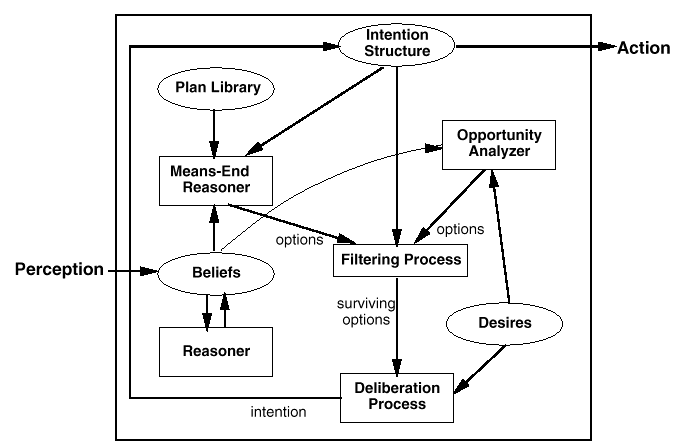 Intention
Structure
Action
Plan Library
Opportunity
Analyzer
Means-End
Reasoner
options
options
Perception
Beliefs
Filtering Process
surviving
options
Desires
Reasoner
Deliberation
Process
intention